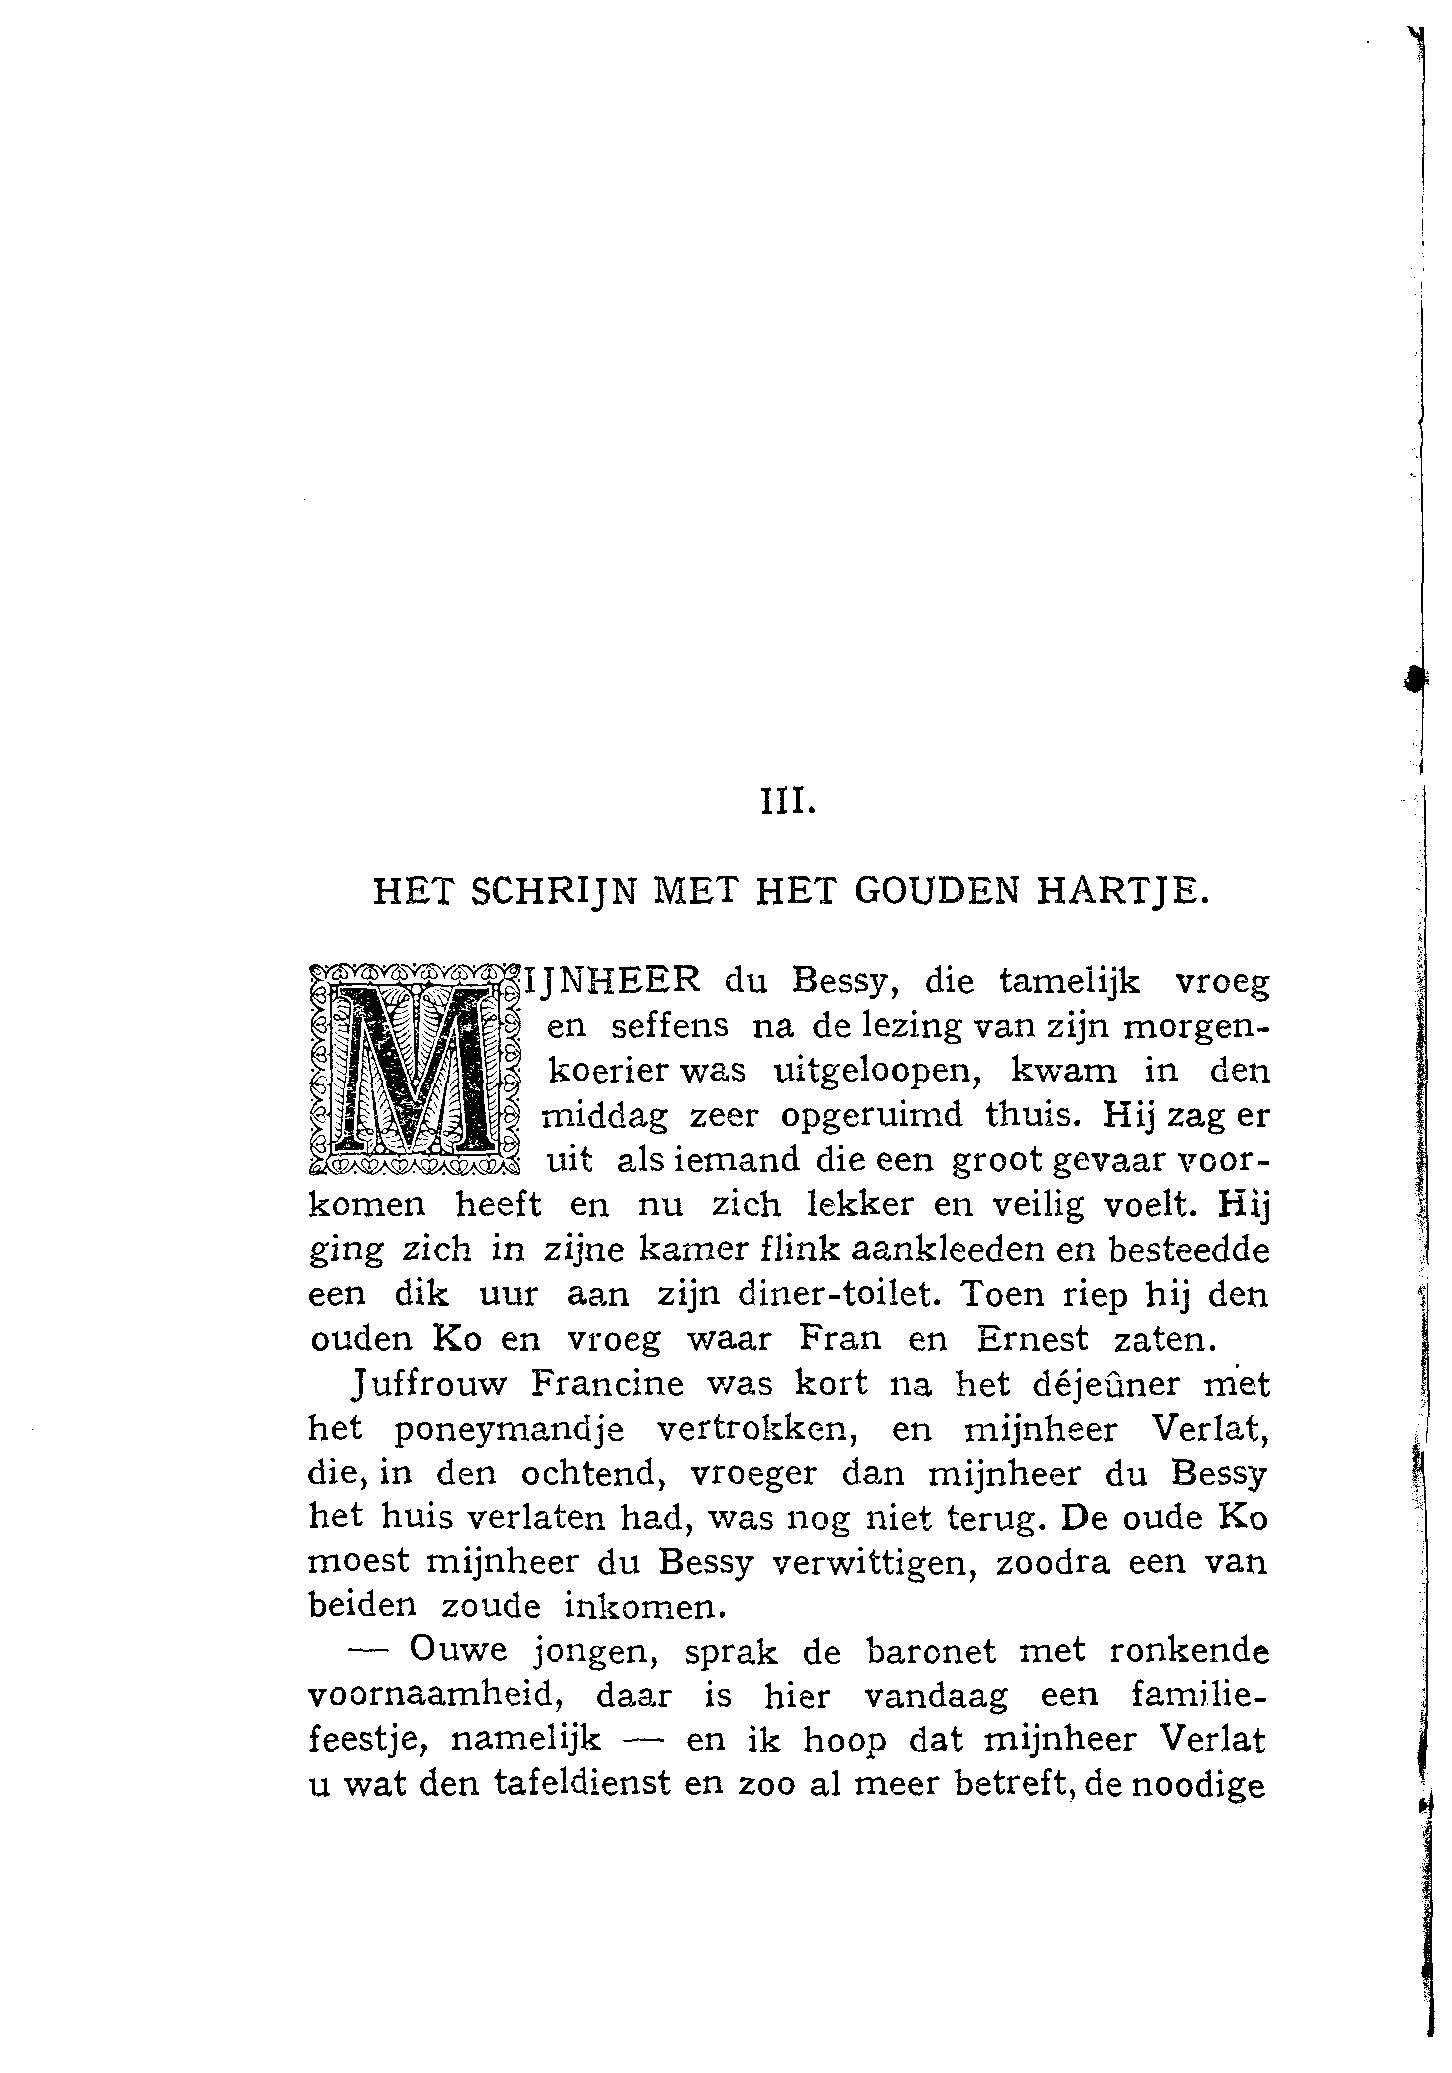 III.
HET SCHRIJN MET HET GOUDEN HARTJE.
MIJNHEER du Bessy, die tamelijk vroeg
en seffens na de lezing van zijn morgen-
koerier was uitgeloopen, kwam in den
middag zeer opgeruimd thuis. Hij zag er
uit als iemand die een groot gevaar voor-
komen heeft en nu zich lekker en veilig voelt. Hij
ging zich in zijne kamer flink aankleeden en besteedde
een dik uur aan zijn diner-toilet. Toen riep hij den
ouden Ko en vroeg waar Fran en Ernest zaten.
Juffrouw Francine was kort na het déjeûner met
het poneymandje vertrokken, en mijnheer Verlat,
die, in den ochtend, vroeger dan mijnheer du Bessy
het huis verlaten had, was nog niet terug. De oude Ko
moest mijnheer du Bessy verwittigen, zoodra een van
beiden zoude inkomen.
— Ouwe jongen, sprak de baronet met ronkende
voornaamheid, daar is hier vandaag een familie-
feestje, namelijk — en ik hoop dat mijnheer Verlat
u wat den tafeldienst en zoo al meer betreft, de noodige